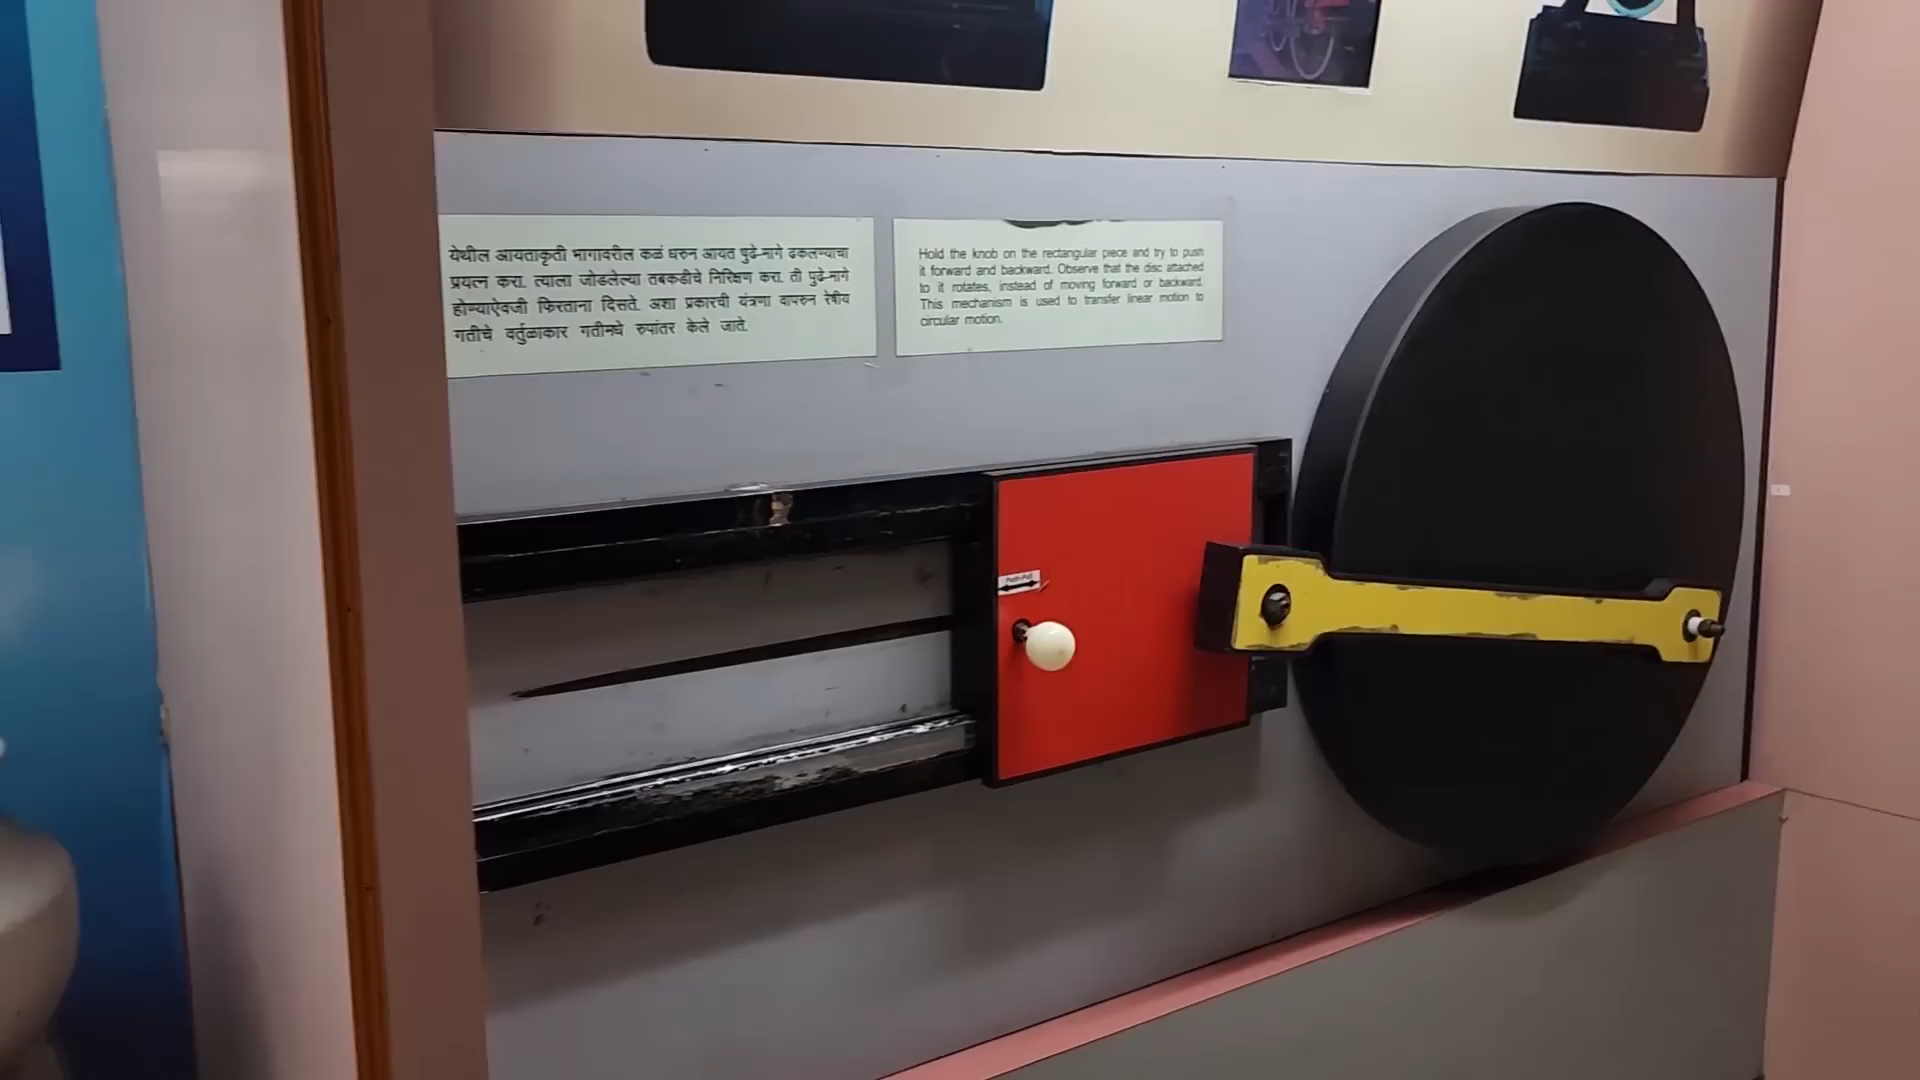 येथील आयताकृती भागावरील कळं धरुन आयत पुढे-मागे ढकलण्याचा
प्रयत्न करा. त्याला जोडलेल्या तबकडीचे निरिक्षण करा. ती पुढे-मागे
होण्याऐवजी फिरताना दिसते. अशा प्रकारची यंत्रणा वापरुन रेषीय
गतीचे वर्तुळाकार गतीमधे रुपांतर केले जाते.
Hold the knob on the rectangular piece and try to push
it forward and backward. Observe that the disc attached
to it rotates, instead of moving forward or backward.
This mechanism is used to transfer linear motion to
circular motion.
Push-Pull